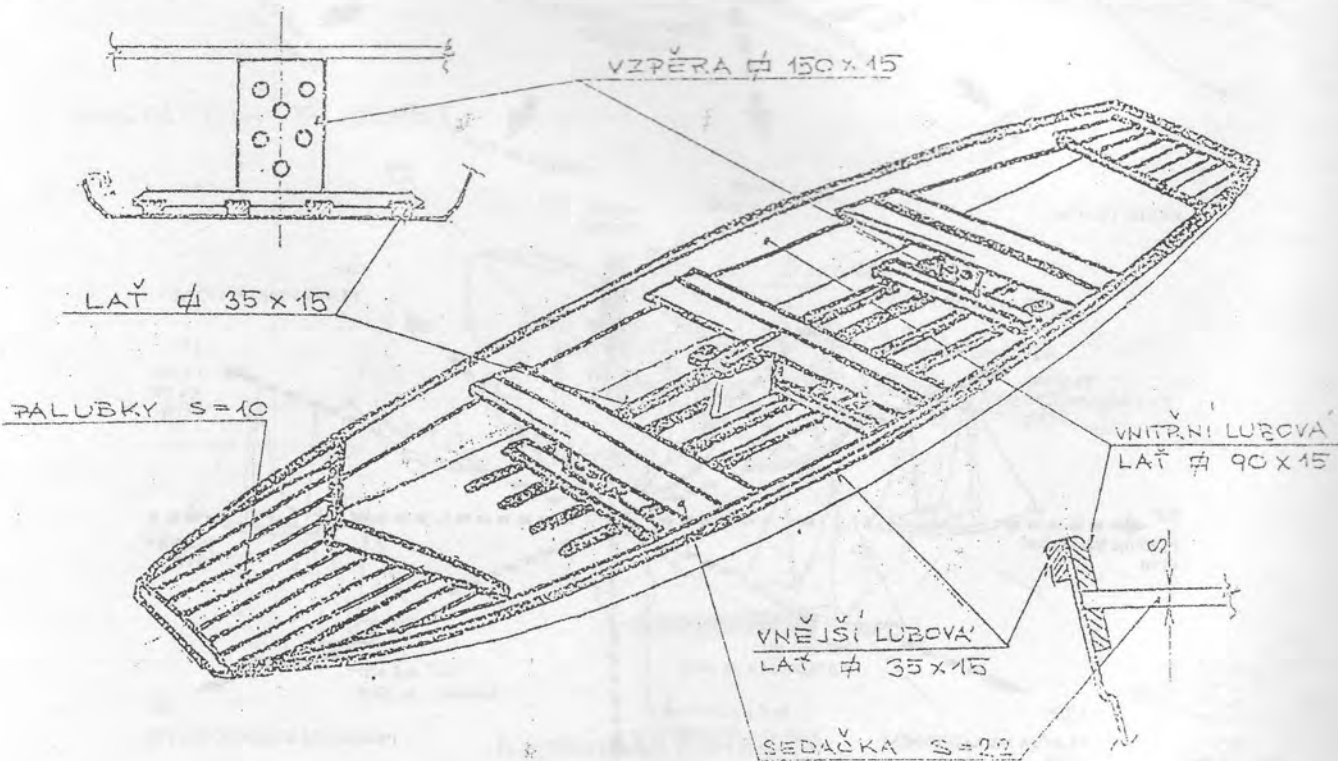 VZPĚRA ⌀ 150 x 15
LAŤ ⌀ 35 x 15
PALUBKY S=10
VNITŘNÍ LUBOVÁ
LAŤ ⌀ 90 x 15
S
VNĚJŠÍ LUBOVÁ
LAŤ ⌀ 35 x 15
SEDAČKA S=22